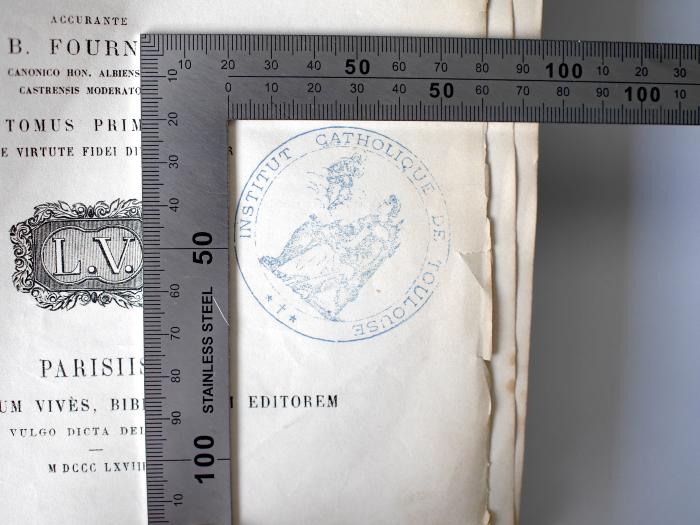 ACCURANTE
B. FOURN
CANONICO HON. ALBIENS
CASTRENSIS MODERATO
TOMUS PRIM
E VIRTUTE FIDEI DI
L.V.
PARISIIS
UM VIVÈS, BIB EDITOREM
VULGO DICTA DE
M DCCC LXVIII
INSTITUT CATHOLIQUE DE TOULOUSE
10 20 30 40 50 60 70 80 90 100 10 20 30
0 10 20 30 40 50 60 70 80 90 100 10
10 20 30 40 50 60 70 80 90 100 10
STAINLESS STEEL